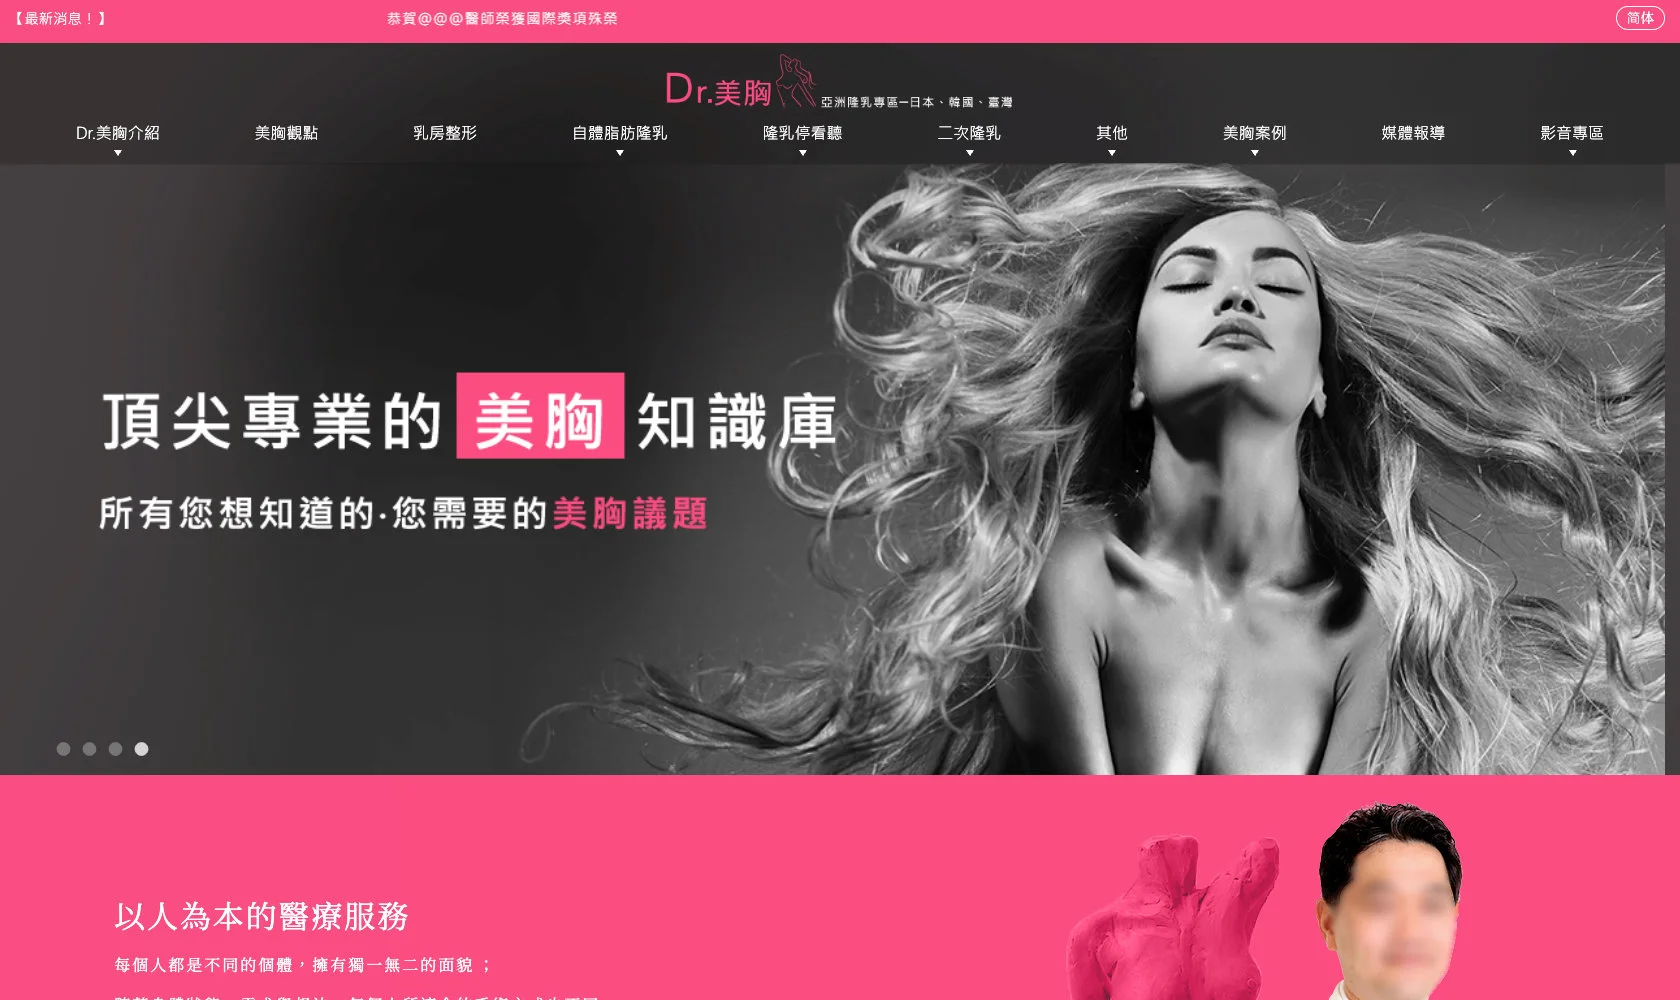 【最新消息！】
恭賀@@@醫師榮獲國際獎項殊榮
简体
Dr.美胸
亞洲隆乳專區─日本、韓國、臺灣
Dr.美胸介紹
美胸觀點
乳房整形
自體脂肪隆乳
隆乳停看聽
二次隆乳
其他
美胸案例
媒體報導
影音專區
頂尖專業的 美胸 知識庫
所有您想知道的·您需要的美胸議題
以人為本的醫療服務
每個人都是不同的個體，擁有獨一無二的面貌 ；